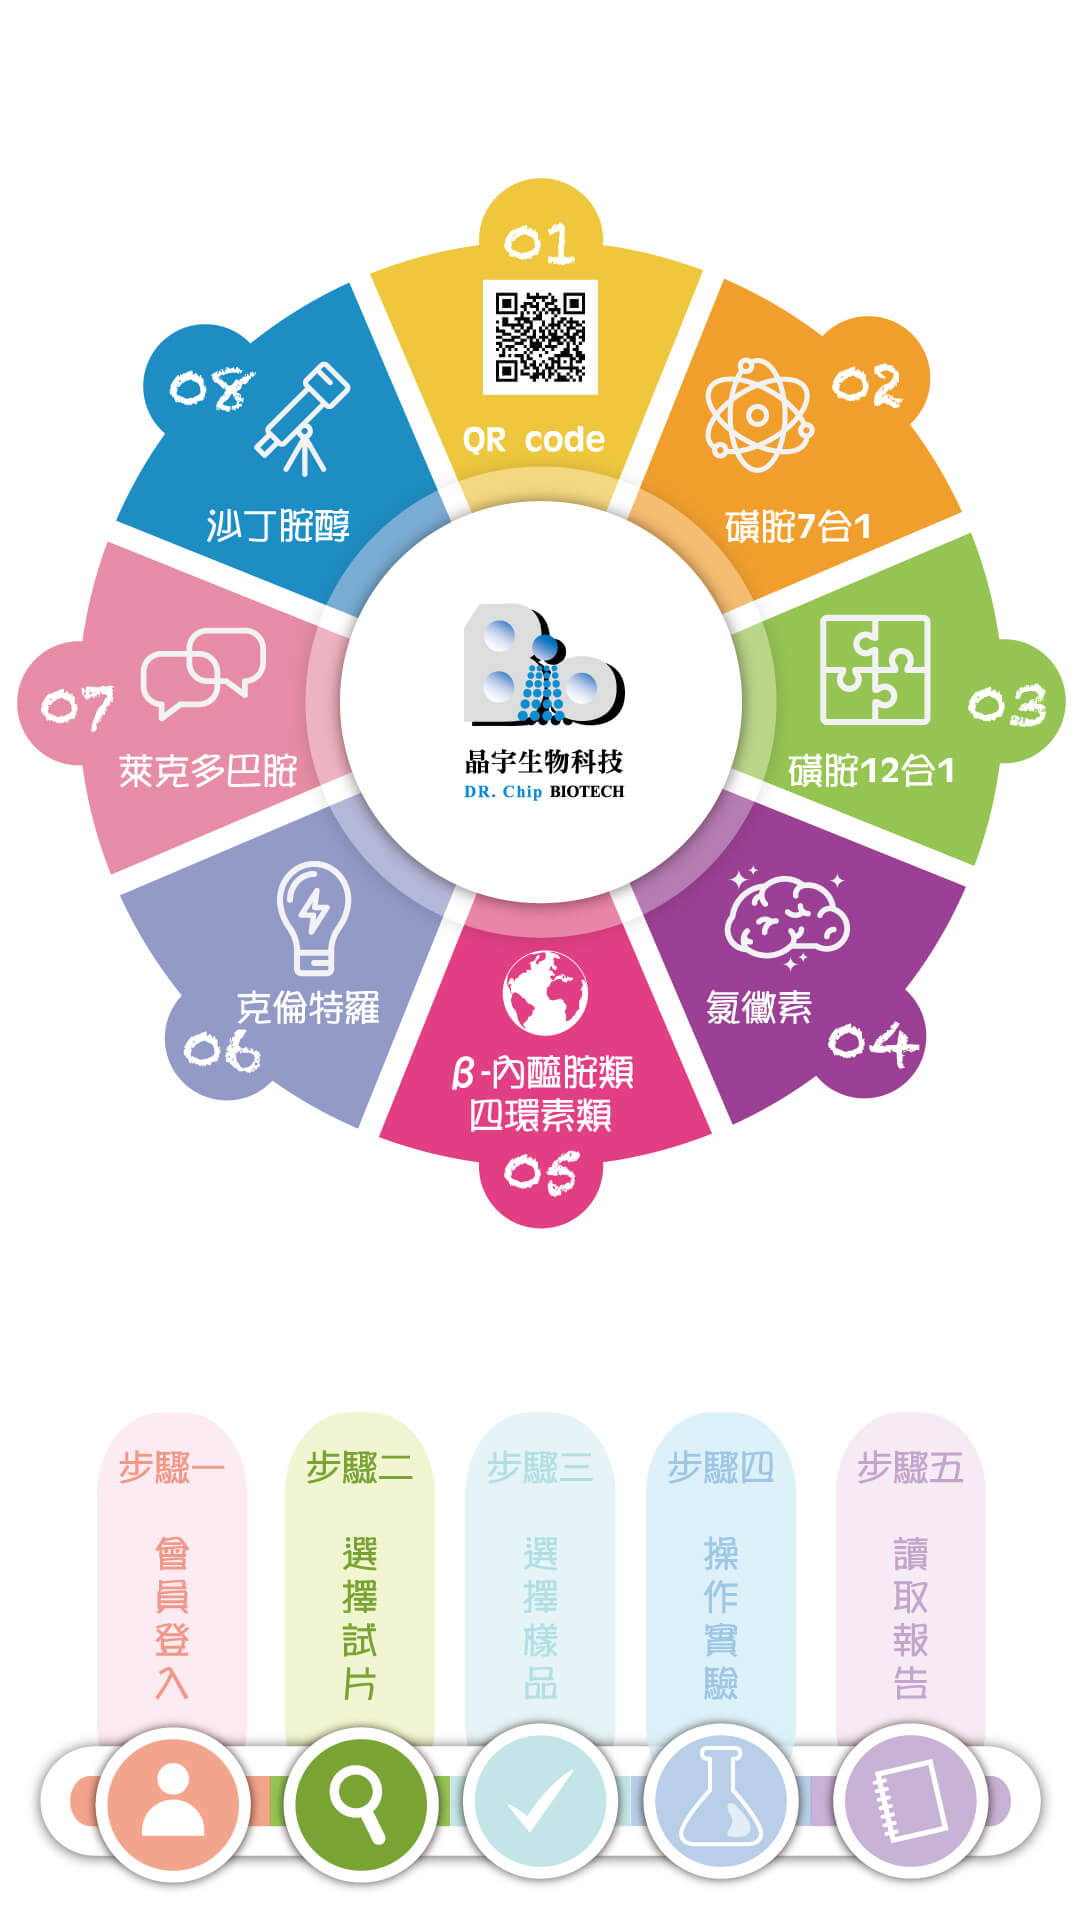 01
QR code
02
磺胺7合1
03
磺胺12合1
04
氯黴素
05
β-內醯胺類
四環素類
06
克倫特羅
07
萊克多巴胺
08
沙丁胺醇
晶宇生物科技
DR. Chip BIOTECH
步驟一
會員登入
步驟二
選擇試片
步驟三
選擇樣品
步驟四
操作實驗
步驟五
讀取報告